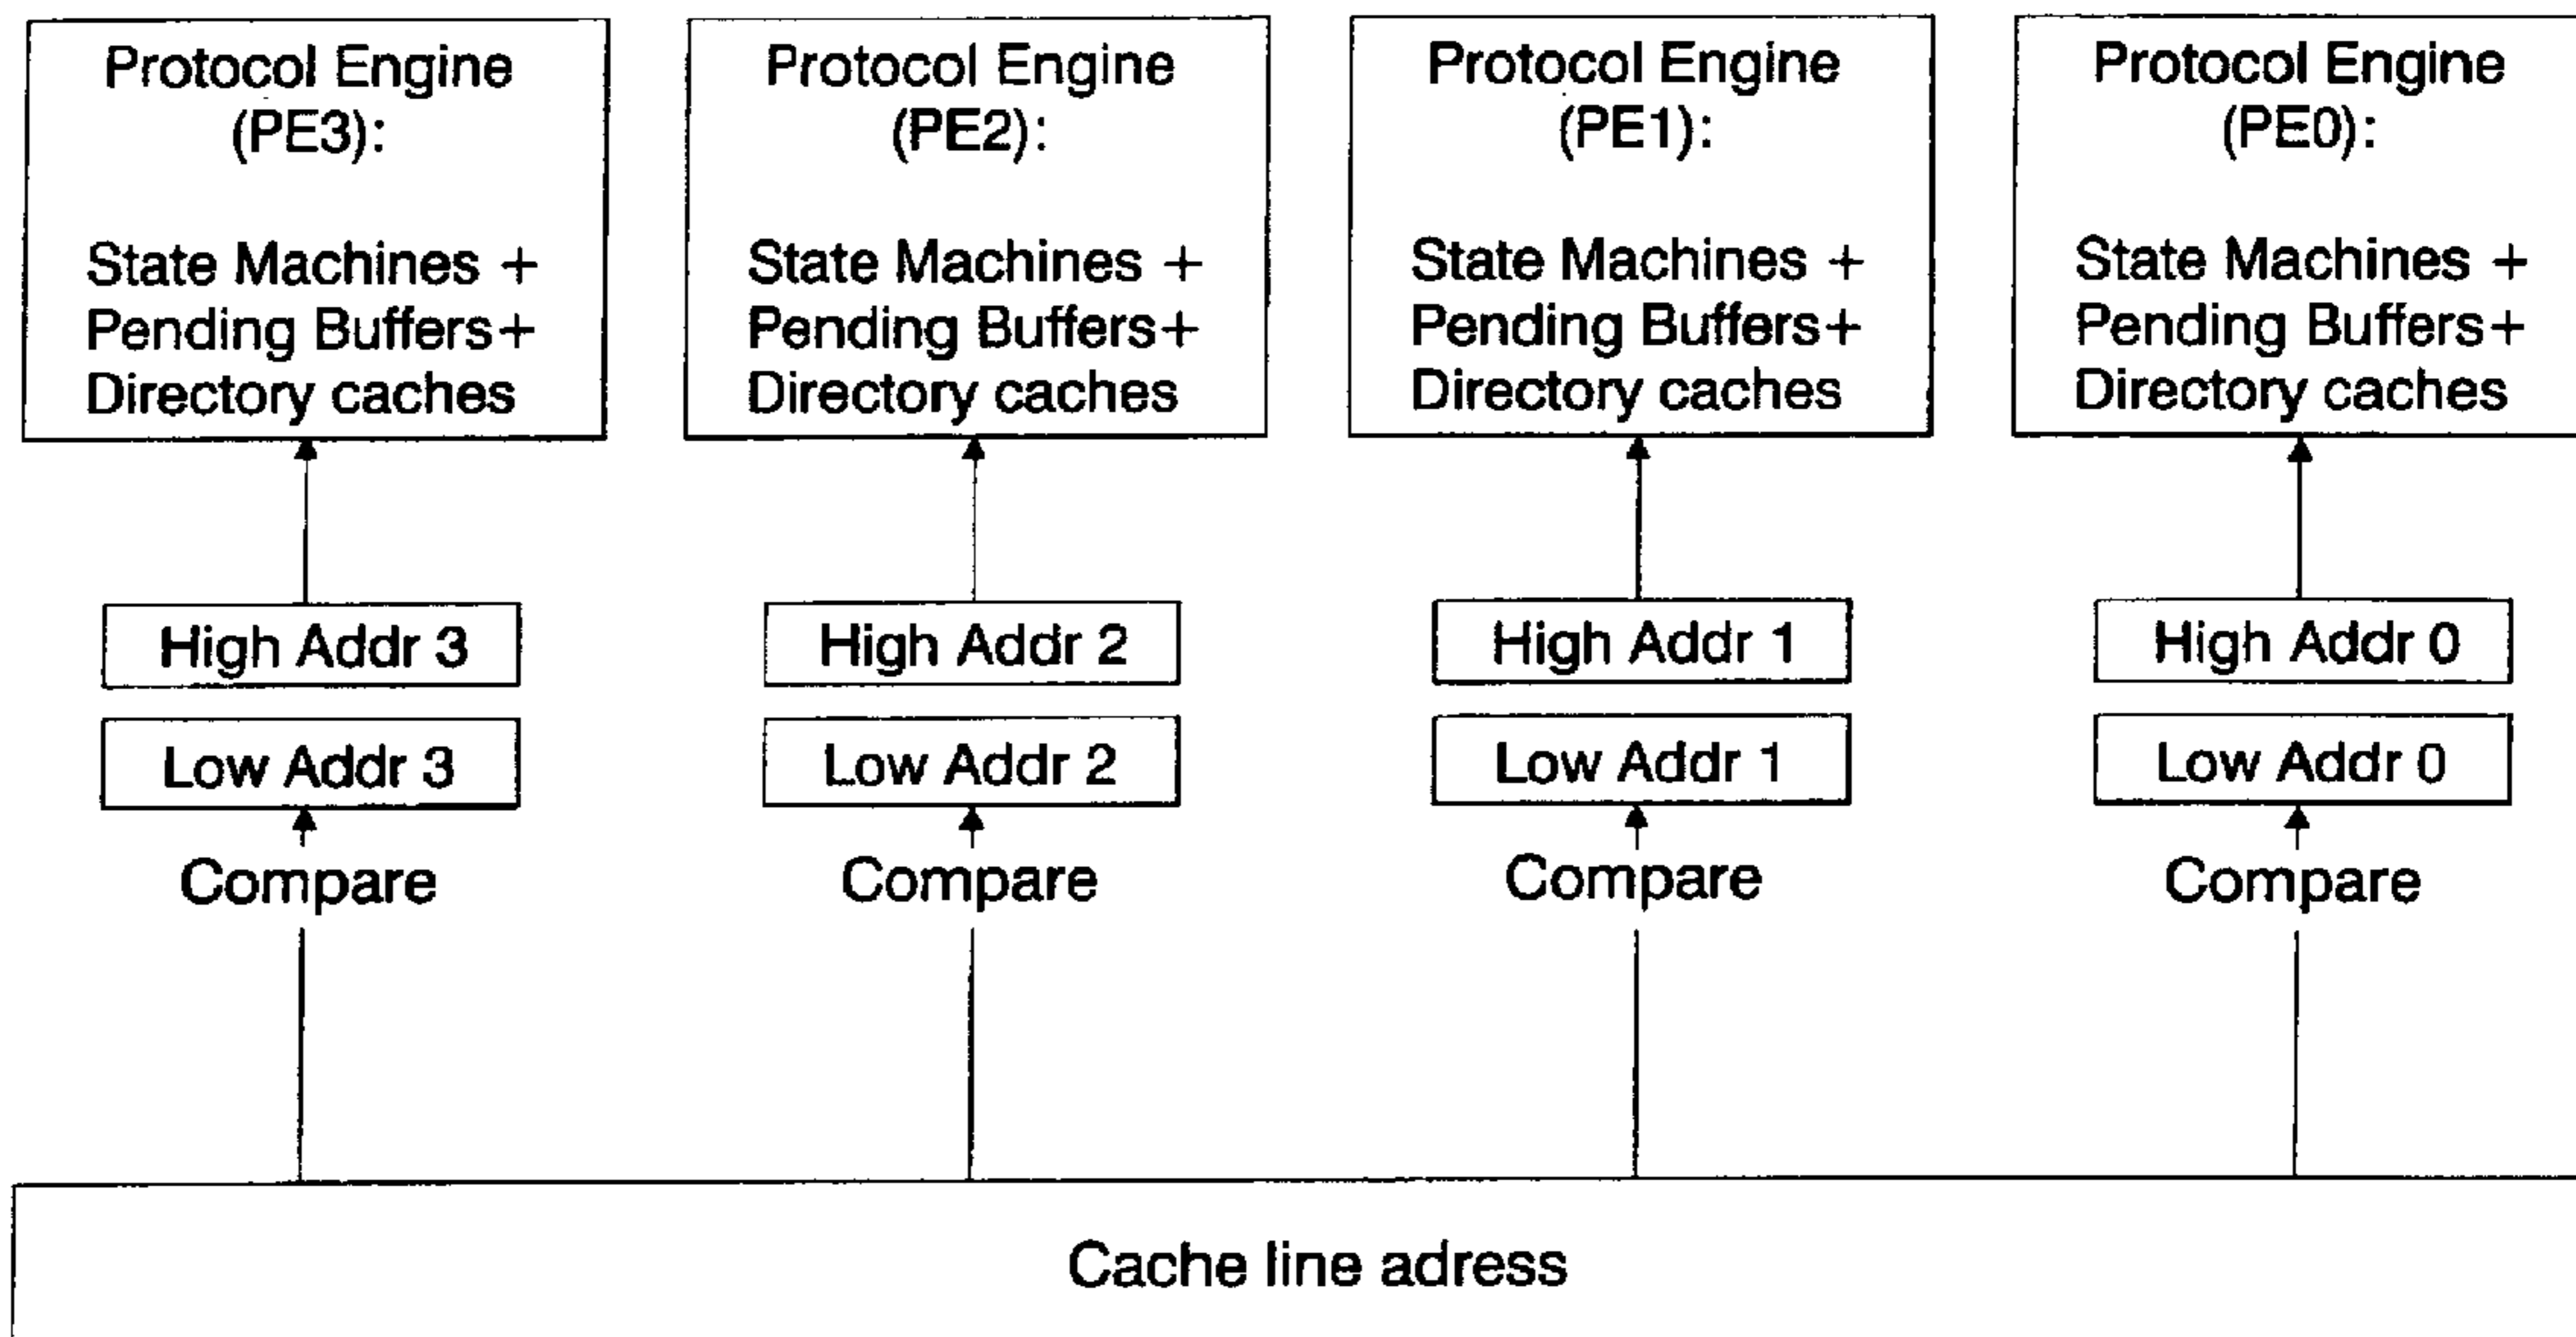 Protocol Engine
(PE3):
State Machines +
Pending Buffers+
Directory caches
Protocol Engine
(PE2):
State Machines +
Pending Buffers+
Directory caches
Protocol Engine
(PE1):
State Machines +
Pending Buffers+
Directory caches
Protocol Engine
(PE0):
State Machines +
Pending Buffers+
Directory caches
High Addr 3
High Addr 2
High Addr 1
High Addr 0
Low Addr 3
Low Addr 2
Low Addr 1
Low Addr 0
Compare
Compare
Compare
Compare
Cache line adress